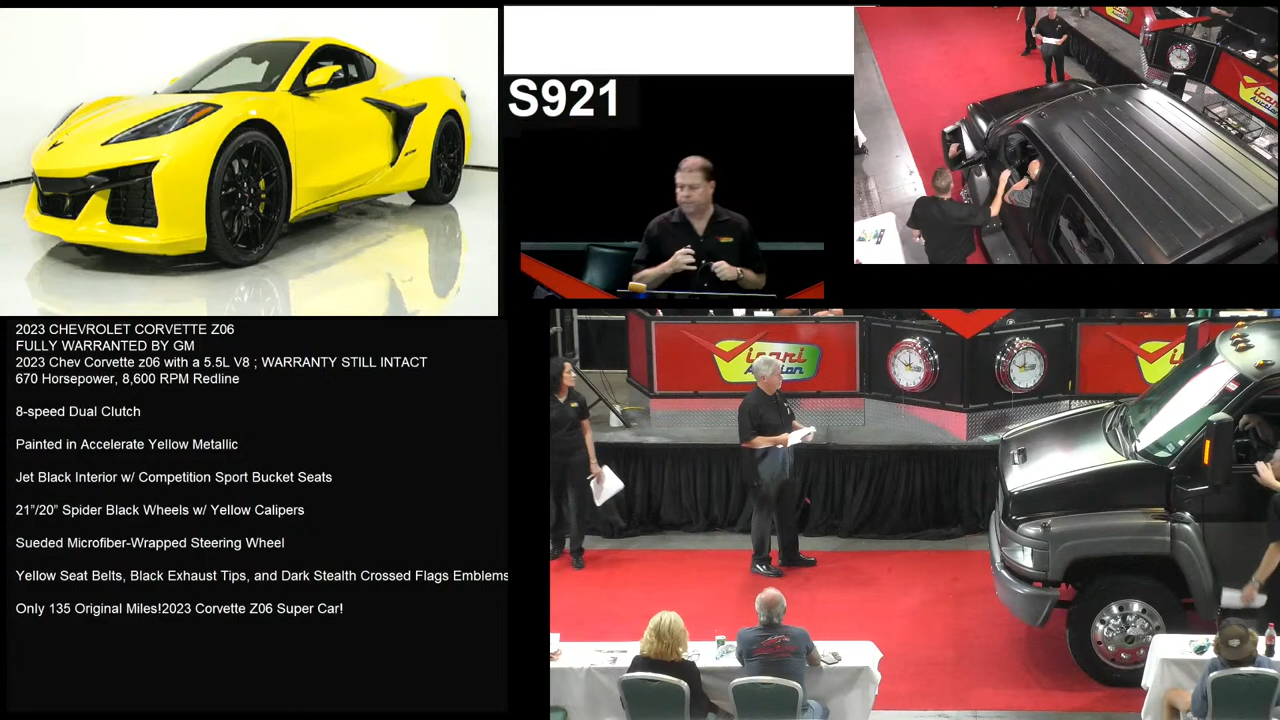 S921
2023 CHEVROLET CORVETTE Z06
FULLY WARRANTED BY GM
2023 Chev Corvette z06 with a 5.5L V8 ; WARRANTY STILL INTACT
670 Horsepower, 8,600 RPM Redline
8-speed Dual Clutch
Painted in Accelerate Yellow Metallic
Jet Black Interior w/ Competition Sport Bucket Seats
21”/20” Spider Black Wheels w/ Yellow Calipers
Sueded Microfiber-Wrapped Steering Wheel
Yellow Seat Belts, Black Exhaust Tips, and Dark Stealth Crossed Flags Emblems
Only 135 Original Miles!2023 Corvette Z06 Super Car!
Vicari
Auction
Vicari
Auction